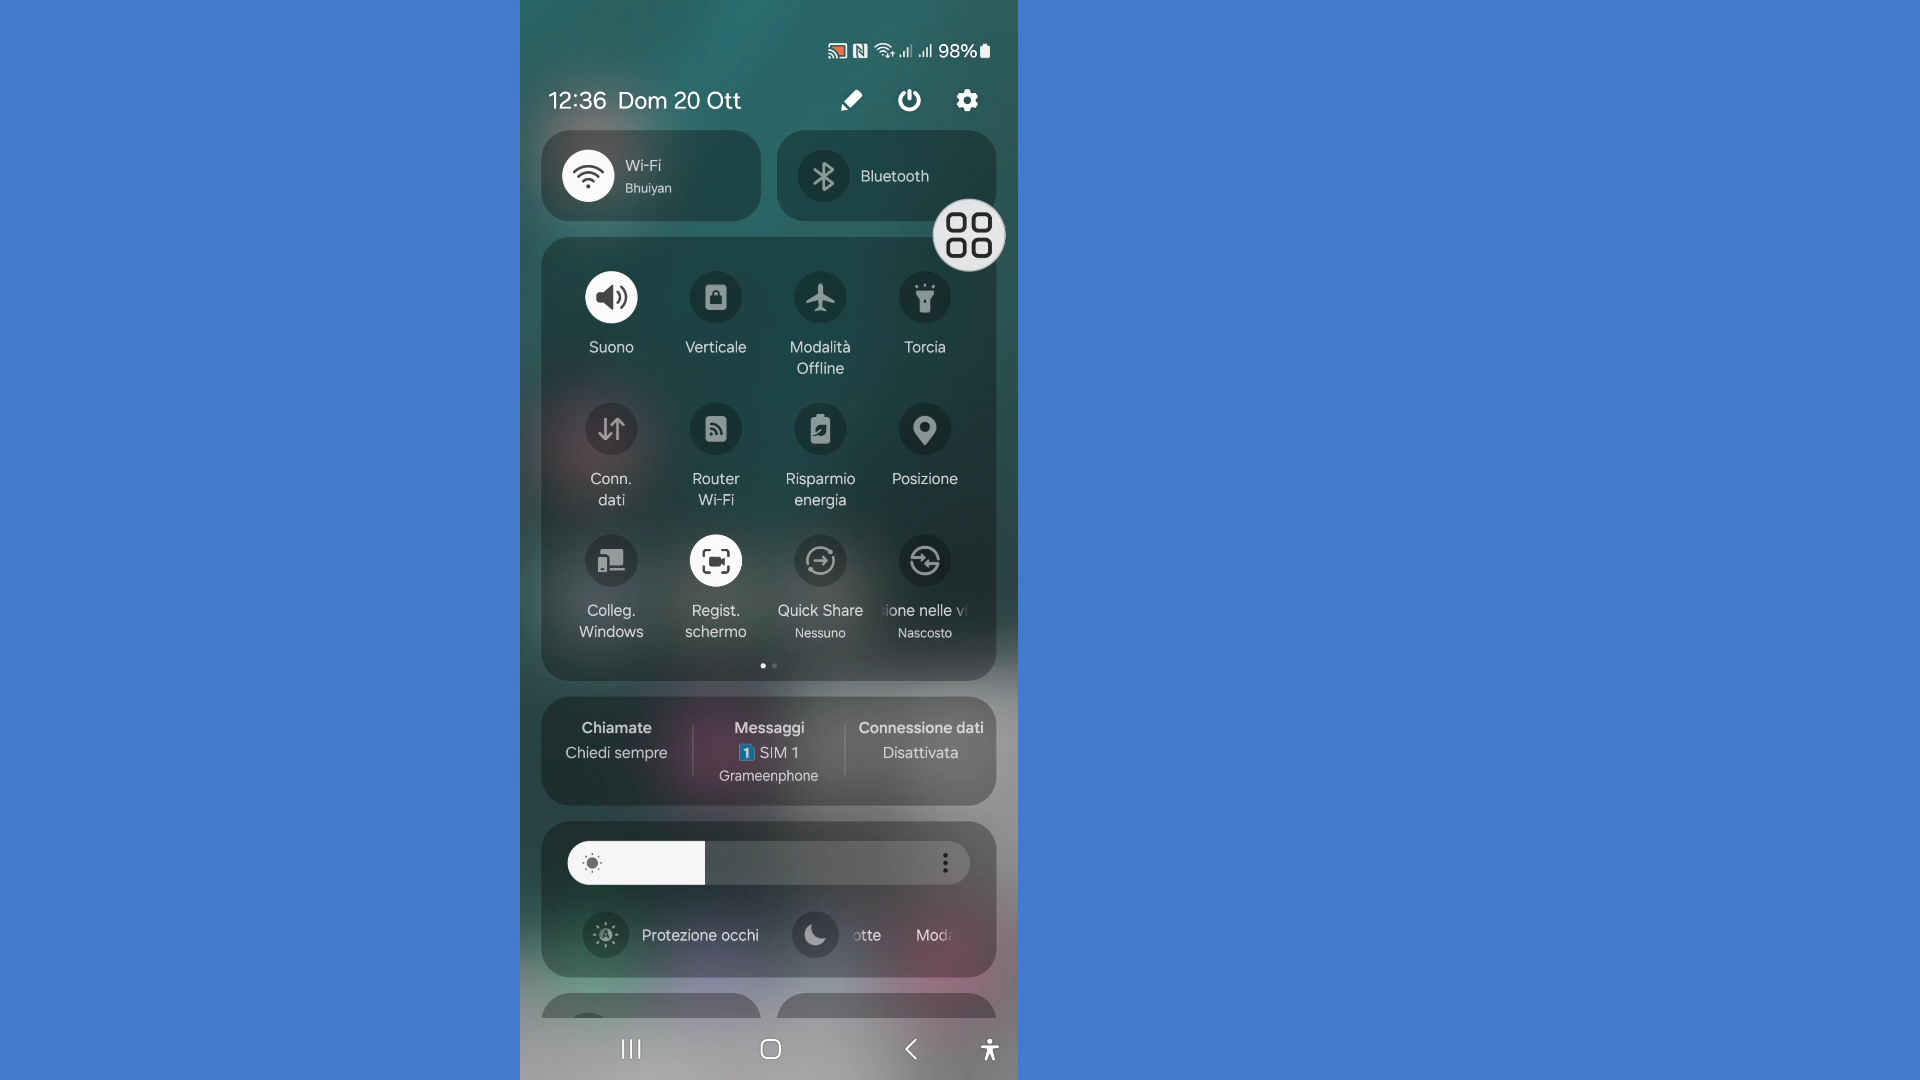 98%
12:36 Dom 20 Ott
Wi-Fi
Bhuiyan
Bluetooth
Suono
Verticale
Modalità
Offline
Torcia
Conn.
dati
Router
Wi-Fi
Risparmio
energia
Posizione
Colleg.
Windows
Regist.
schermo
Quick Share
Nessuno
ione nelle vi
Nascosto
Chiamate
Chiedi sempre
Messaggi
1 SIM 1
Grameenphone
Connessione dati
Disattivata
Protezione occhi
otte
Moda